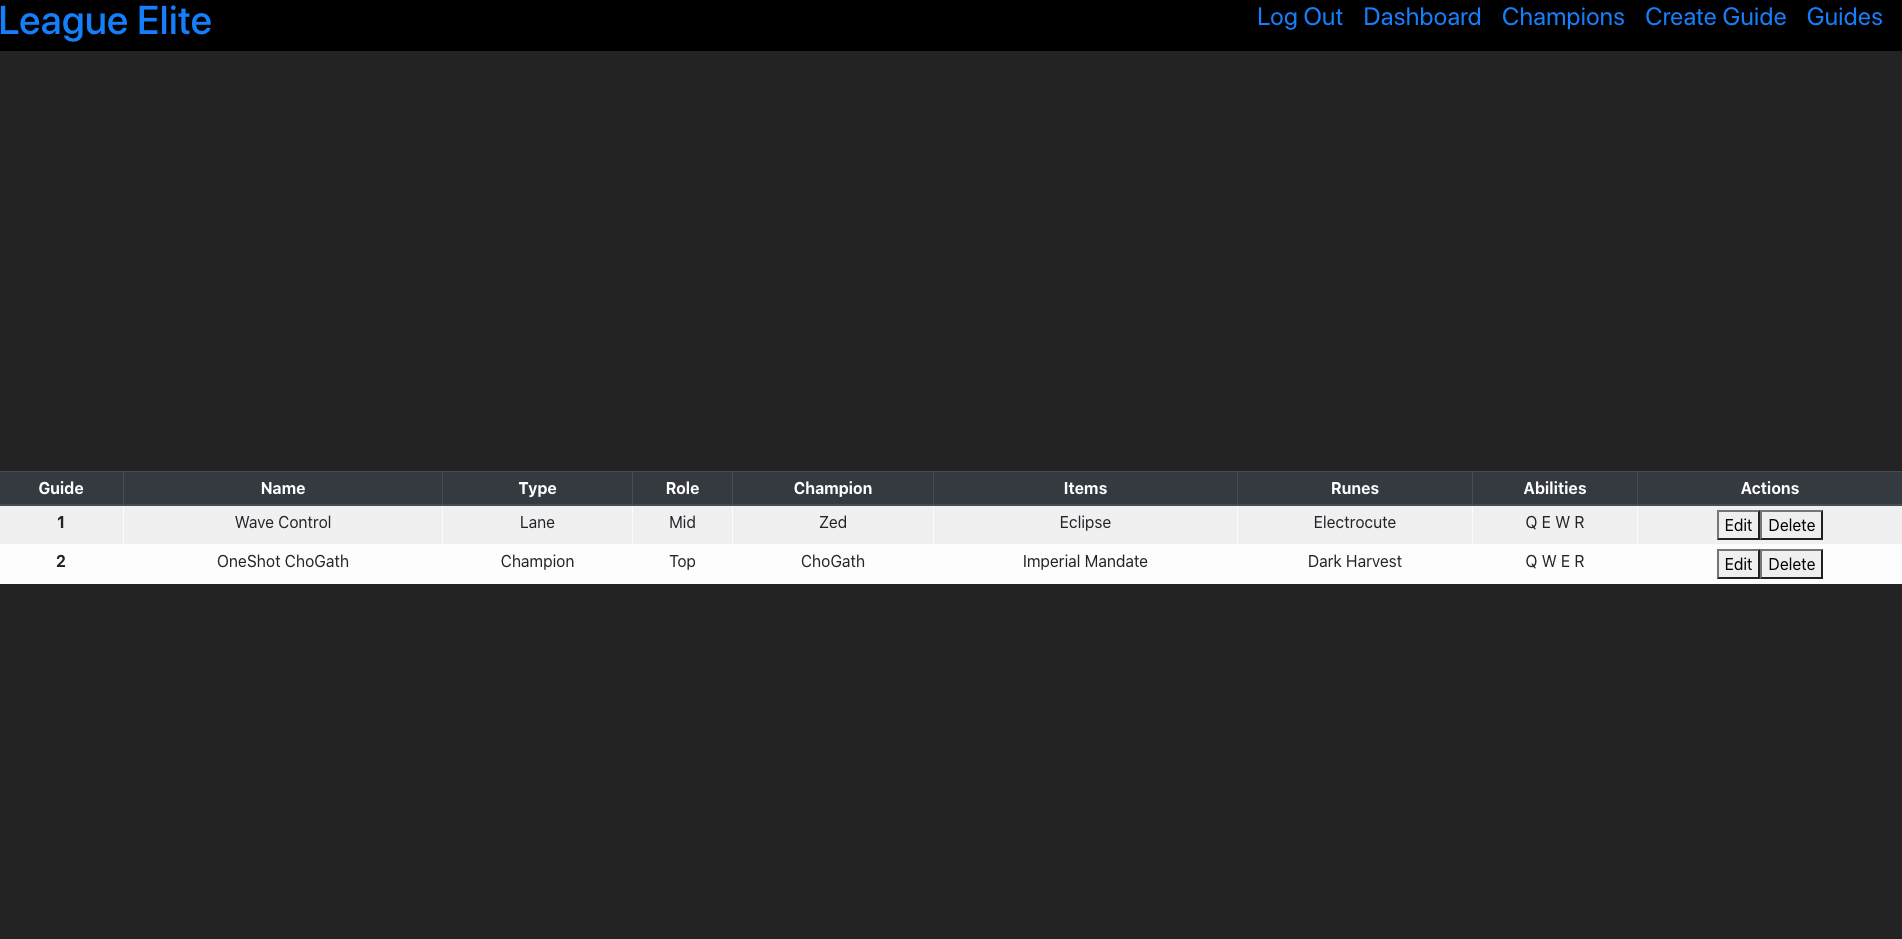 League Elite
Log Out Dashboard Champions Create Guide Guides
Guide Name Type Role Champion Items Runes Abilities Actions
1 Wave Control Lane Mid Zed Eclipse Electrocute Q E W R Edit Delete
2 OneShot ChoGath Champion Top ChoGath Imperial Mandate Dark Harvest Q W E R Edit Delete